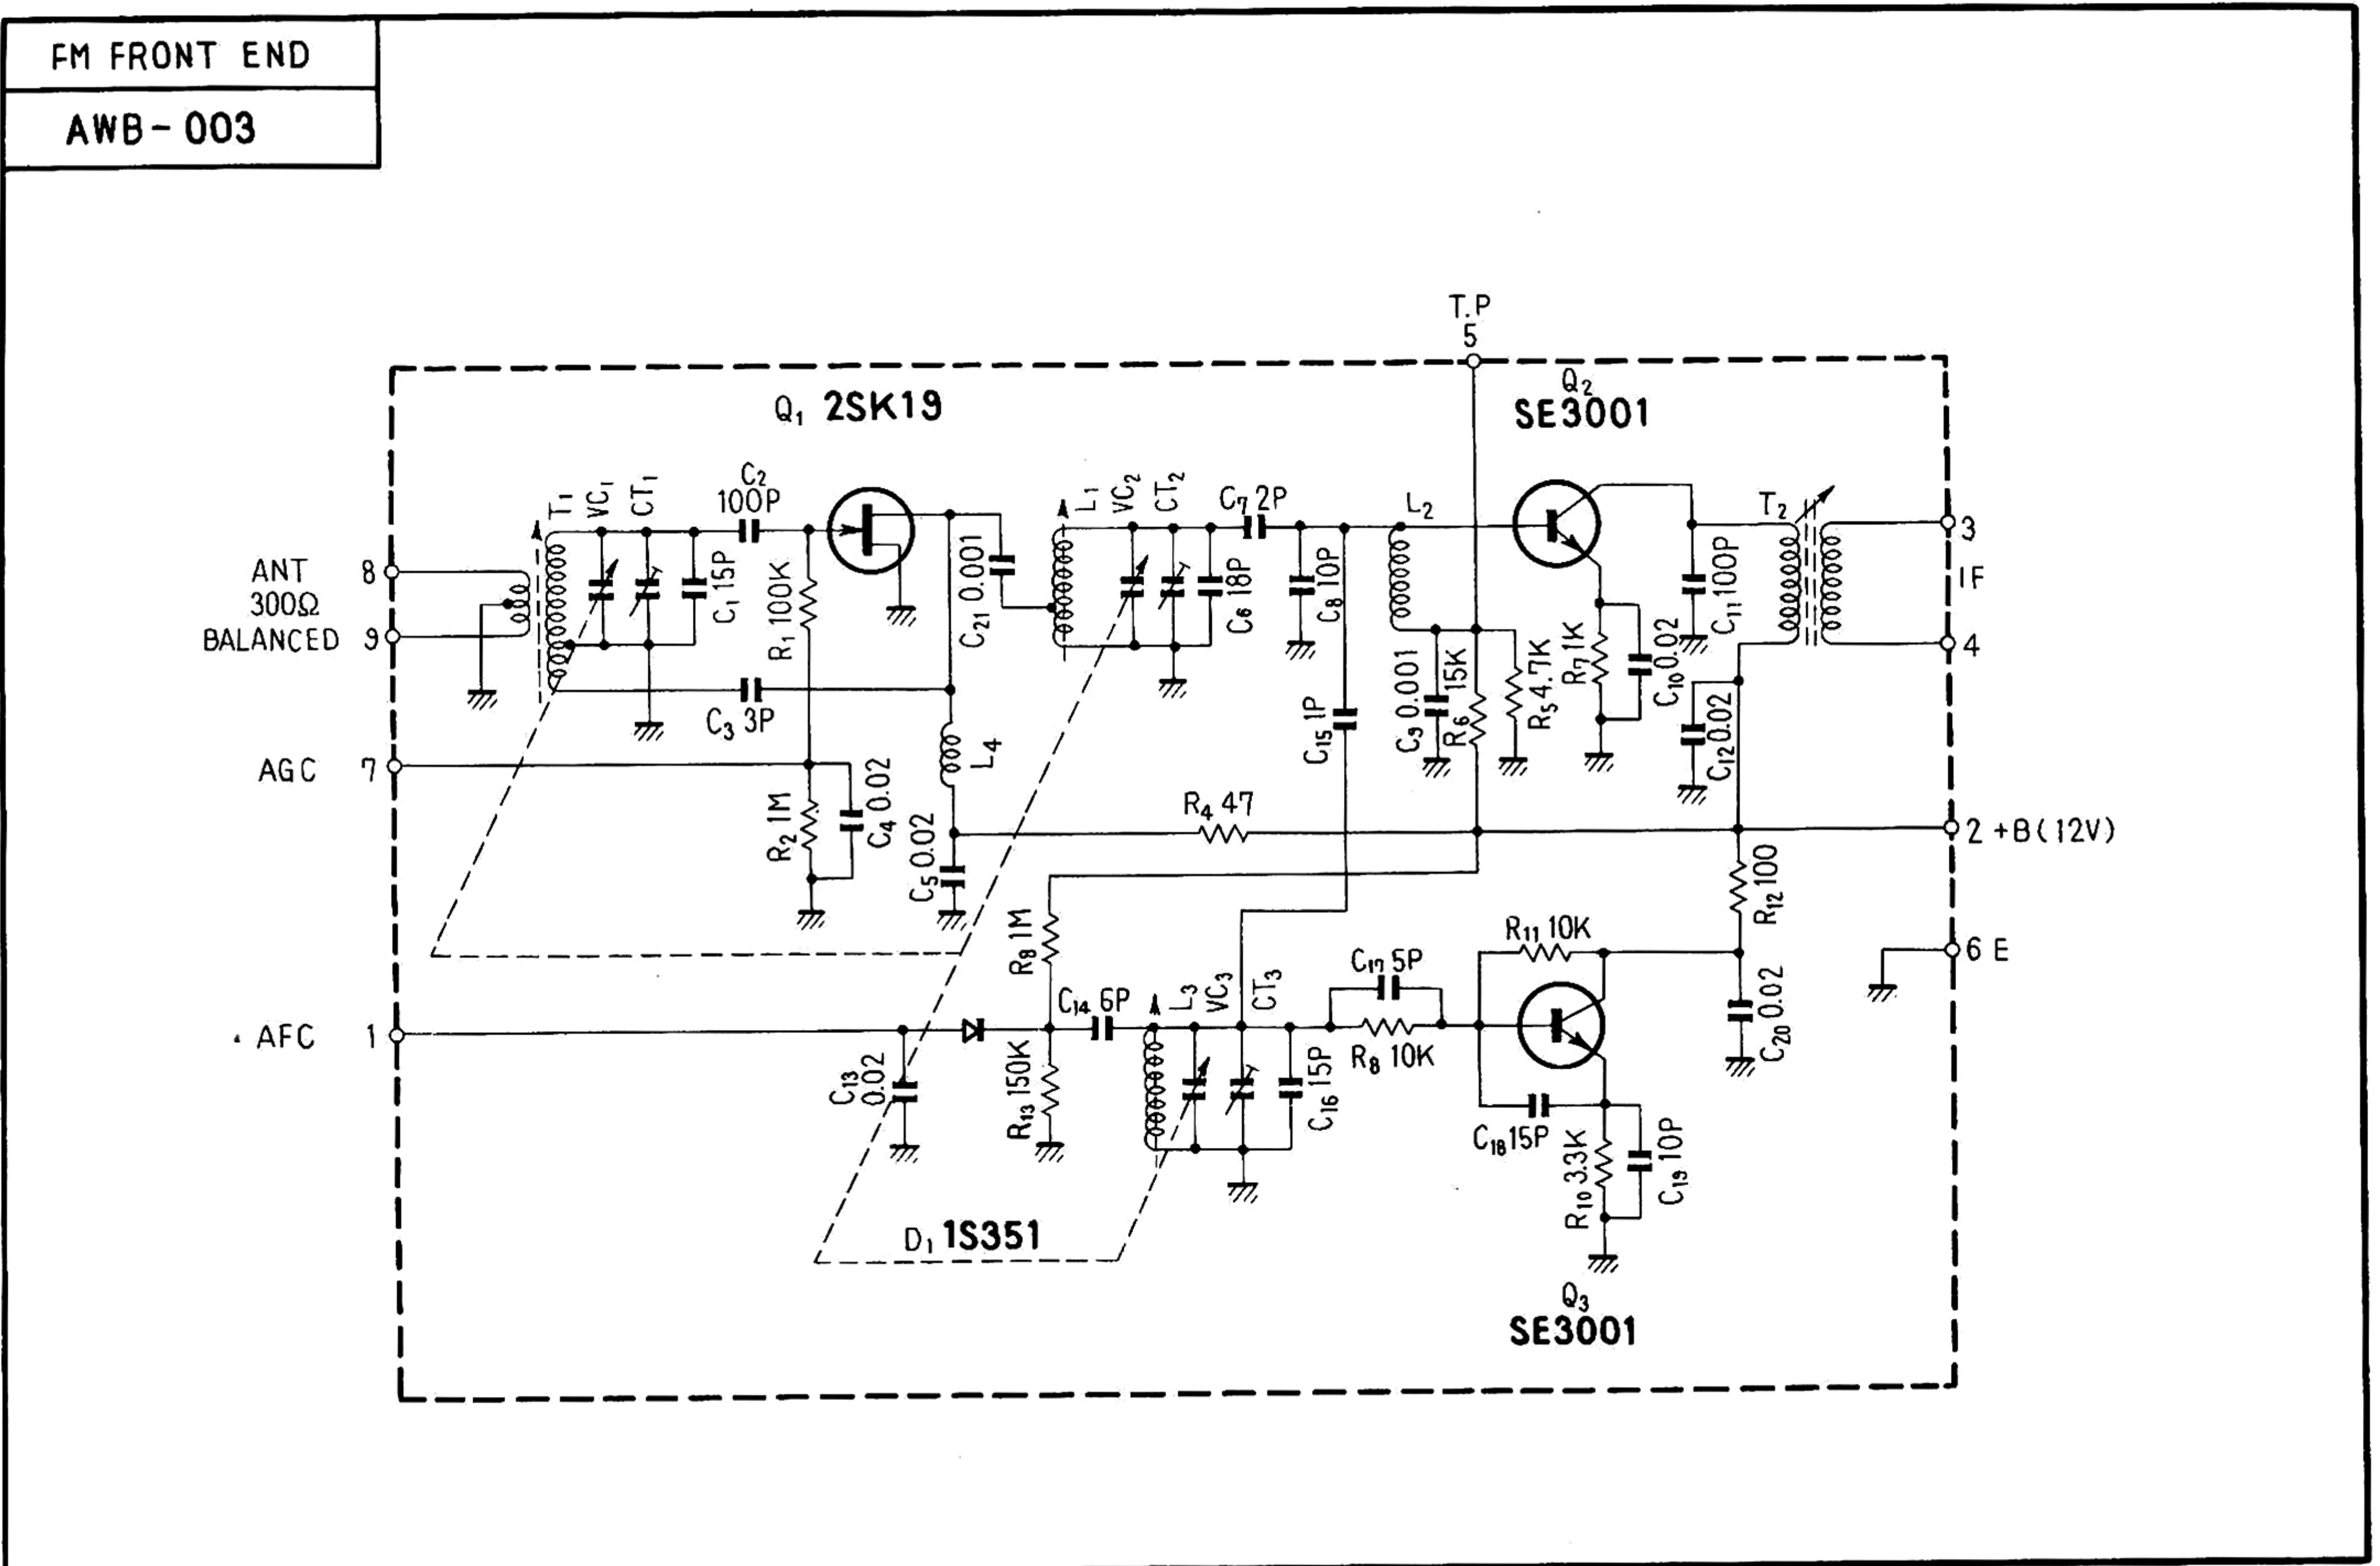 FM FRONT END
AWB-003
T.P
5
Q₁ 2SK19
Q₂
SE3001
T₁
VC₁
CT₁
C₂
100P
C₁ 15P
R₁ 100K
C₂₁ 0.001
L₁
VC₂
CT₂
C₇ 2P
C₆ 18P
C₈ 10P
L₂
T₂
C₁₁ 100P
3
IF
4
ANT
300Ω
BALANCED
8
9
C₃ 3P
L₄
C₁₅ 1P
C₉ 0.001
R₆
15K
R₅ 4.7K
R₇ 1K
C₁₀ 0.02
C₁₂ 0.02
AGC 7
R₂ 1M
C₄ 0.02
C₅ 0.02
R₄ 47
2 +B(12V)
R₁₂ 100
R₈ 1M
R₁₁ 10K
6 E
AFC 1
C₁₃
0.02
R₁₃ 150K
C₁₄ 6P
L₃
VC₃
CT₃
C₁₇ 5P
R₈ 10K
C₁₆ 15P
C₂₀ 0.02
C₁₈ 15P
R₁₀ 3.3K
C₁₉ 10P
D₁ 1S351
Q₃
SE3001